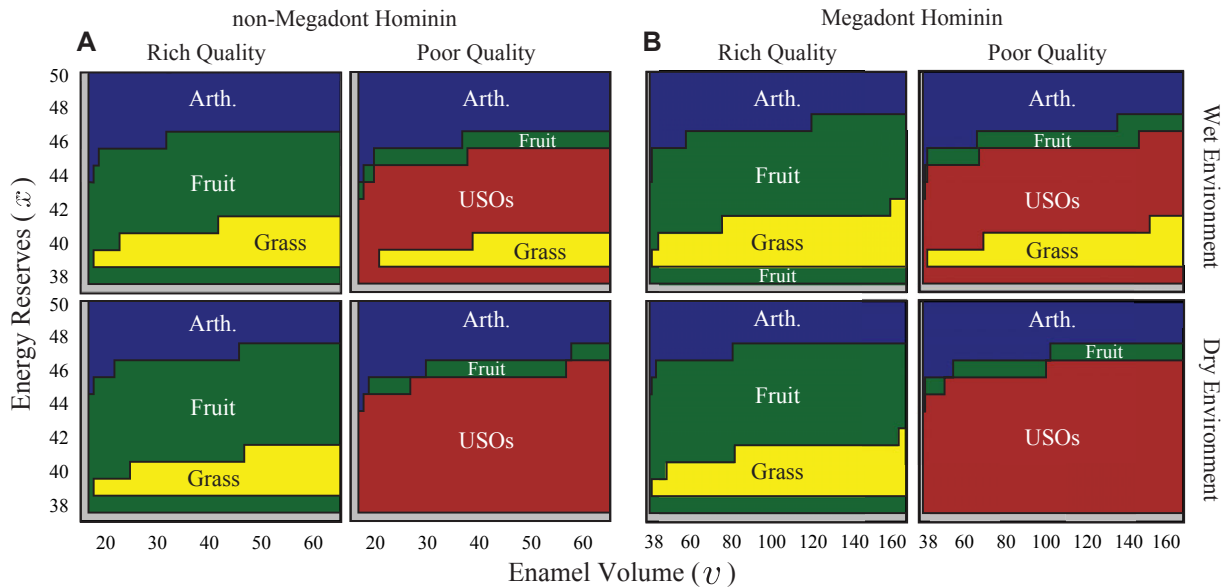 non-Megadont Hominin
Megadont Hominin
A
B
Rich Quality
Poor Quality
Rich Quality
Poor Quality
50
48
46
44
42
40
38
Arth.
Fruit
Grass
Arth.
Fruit
USOs
Grass
Arth.
Fruit
Grass
Fruit
Arth.
Fruit
USOs
Grass
Wet Environment
50
48
46
44
42
40
38
Arth.
Fruit
Grass
Arth.
Fruit
USOs
Arth.
Fruit
Grass
Arth.
Fruit
USOs
Dry Environment
Energy Reserves (x)
20 30 40 50 60
20 30 40 50 60
38 60 80 100 120 140 160
38 60 80 100 120 140 160
Enamel Volume (v)